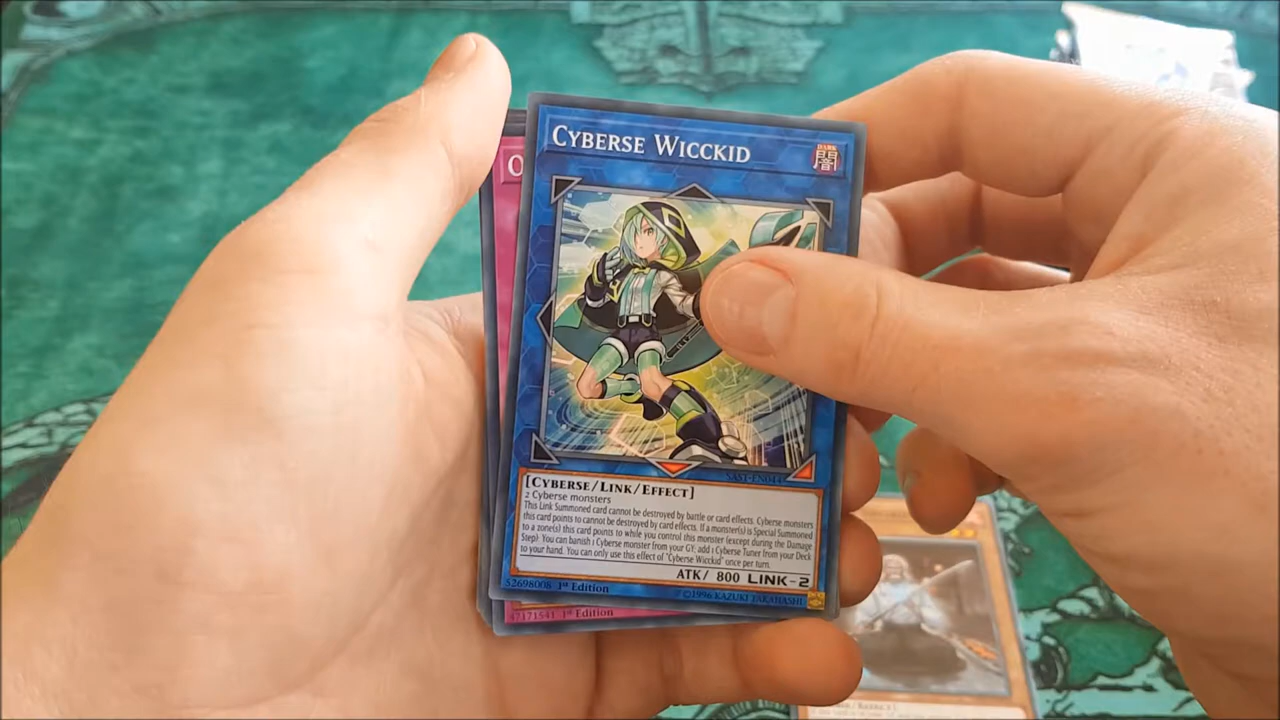 CYBERSE WICCKID
DARK
闇
O
SAST-EN044
[CYBERSE/LINK/EFFECT]
2 Cyberse monsters
This Link Summoned card cannot be destroyed by battle or card effects. Cyberse monsters
this card points to cannot be destroyed by card effects. If a monster(s) is Special Summoned
to a zone(s) this card points to while you control this monster (except during the Damage
Step): You can banish 1 Cyberse monster from your GY; add 1 Cyberse Tuner from your Deck
to your hand. You can only use this effect of "Cyberse Wicckid" once per turn.
ATK/ 800 LINK-2
52698008 1st Edition ©1996 KAZUKI TAKAHASHI
47171541 1st Edition